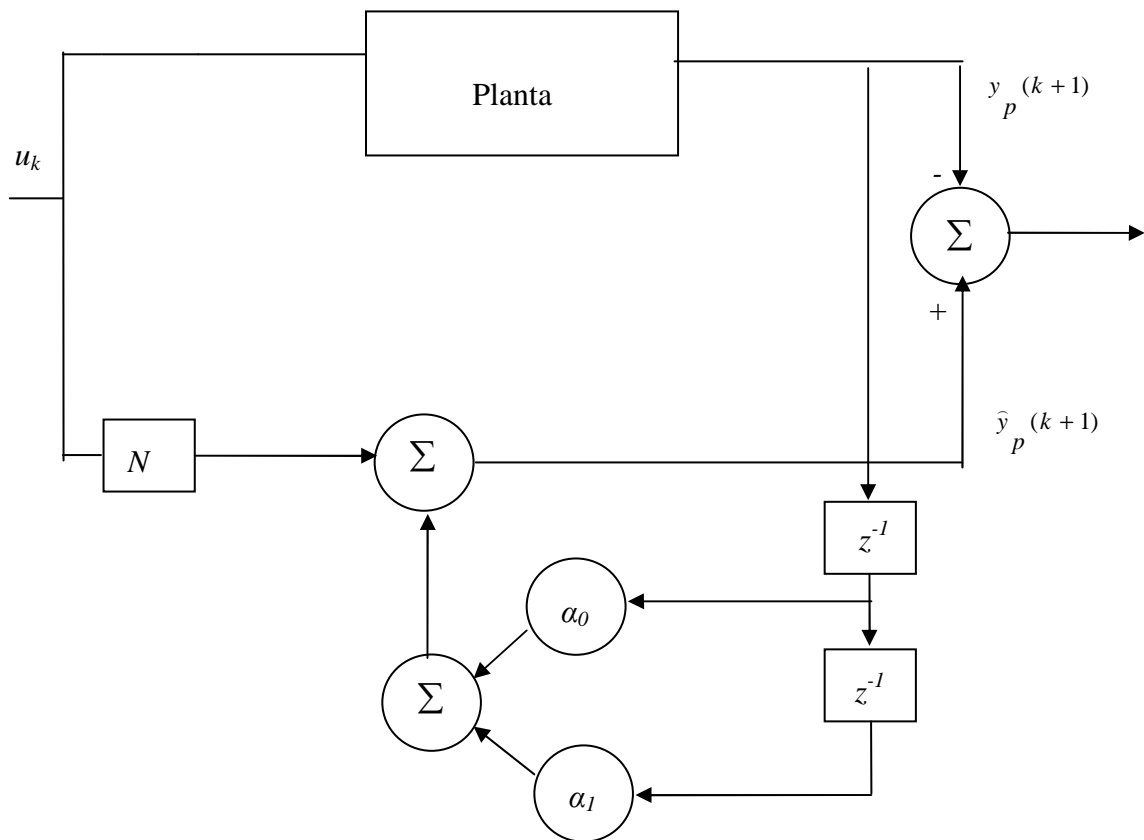 Planta
y_p (k + 1)
u_k
-
Σ
+
ŷ_p (k + 1)
N
Σ
z^{-1}
α_0
Σ
z^{-1}
α_1